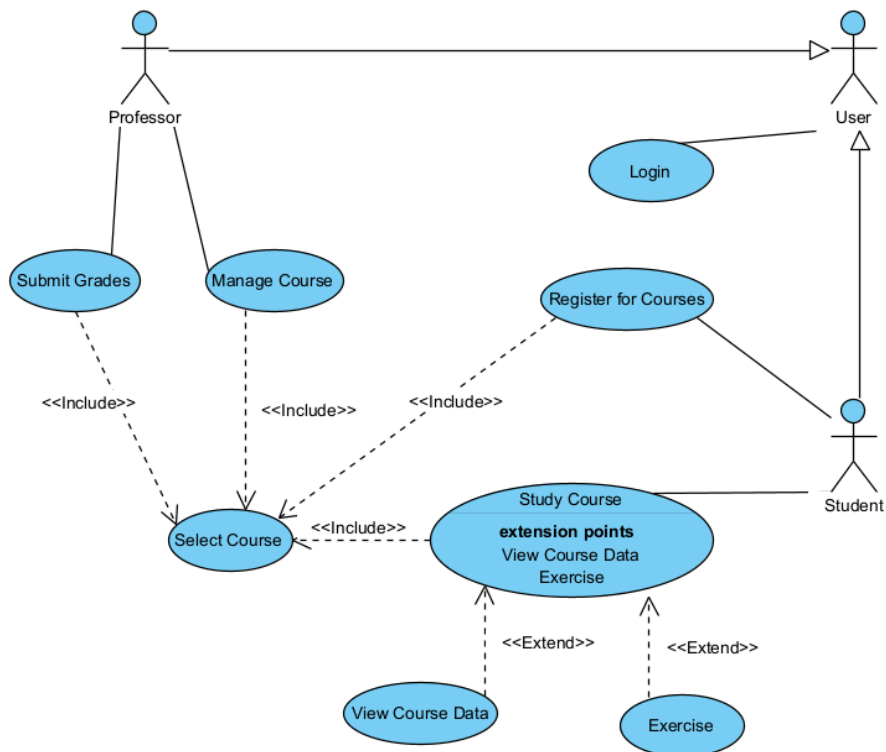 Professor
User
Login
Submit Grades
Manage Course
Register for Courses
<<Include>>
<<Include>>
<<Include>>
Student
Study Course
extension points
View Course Data
Exercise
<<Include>>
Select Course
<<Extend>>
<<Extend>>
View Course Data
Exercise